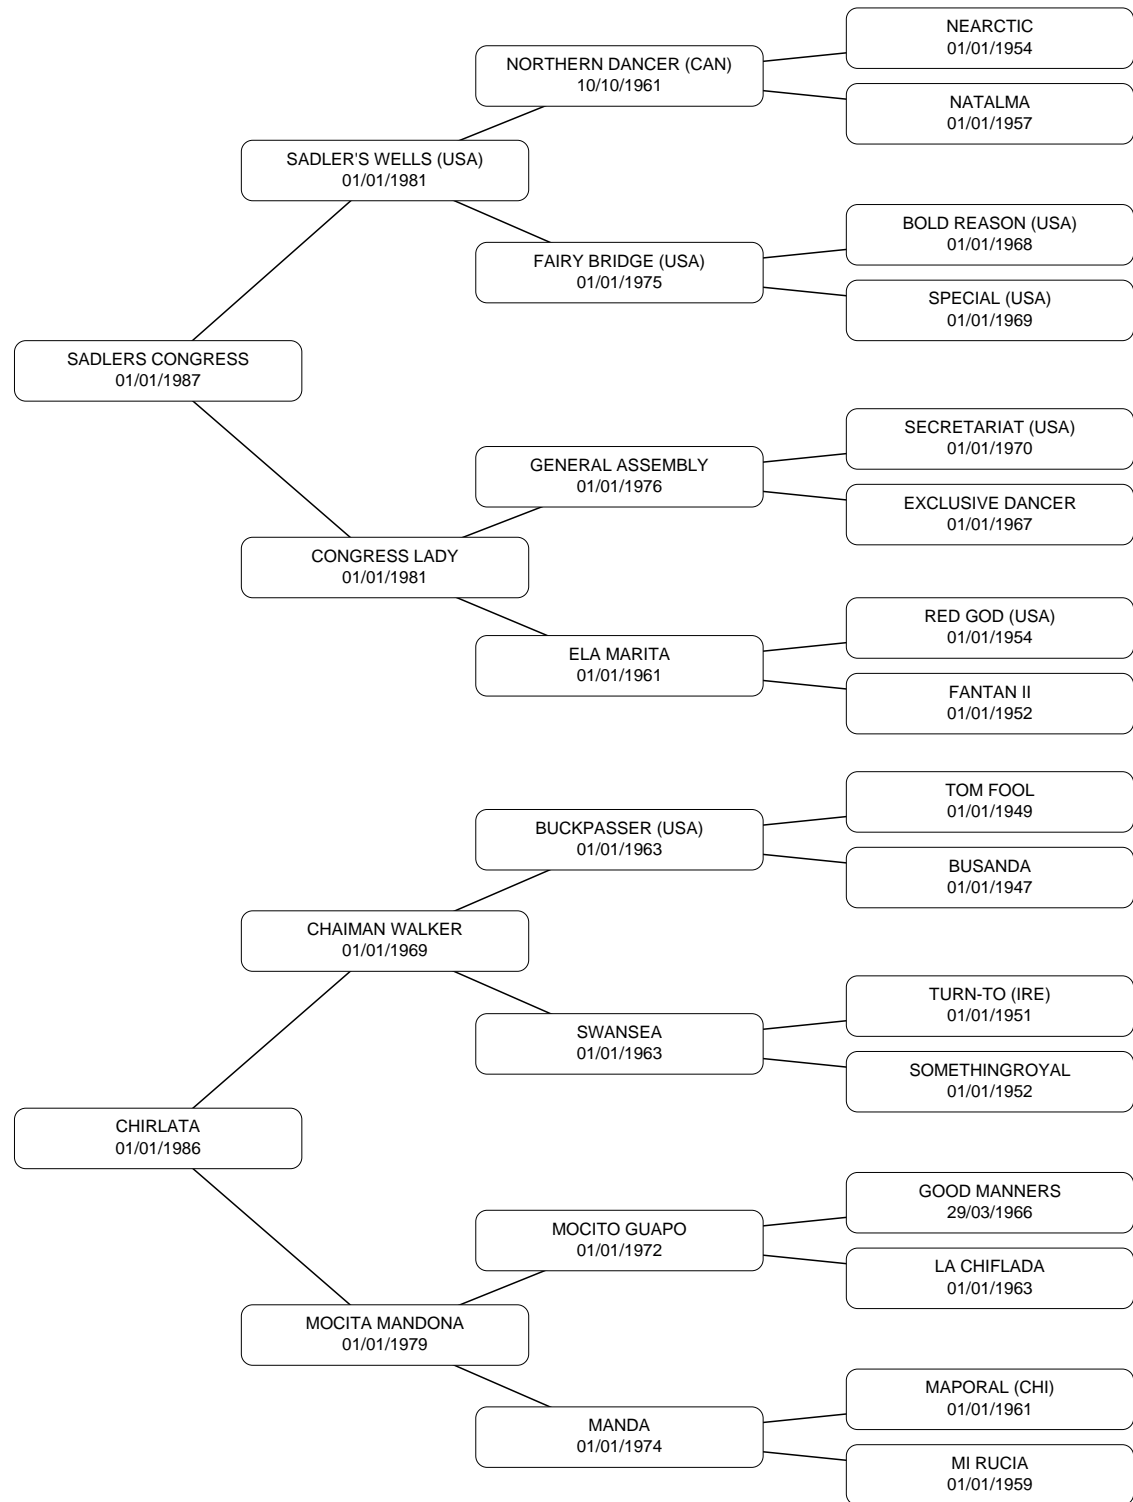 NEARCTIC
01/01/1954
NORTHERN DANCER (CAN)
10/10/1961
NATALMA
01/01/1957
SADLER'S WELLS (USA)
01/01/1981
BOLD REASON (USA)
01/01/1968
FAIRY BRIDGE (USA)
01/01/1975
SPECIAL (USA)
01/01/1969
SADLERS CONGRESS
01/01/1987
SECRETARIAT (USA)
01/01/1970
GENERAL ASSEMBLY
01/01/1976
EXCLUSIVE DANCER
01/01/1967
CONGRESS LADY
01/01/1981
RED GOD (USA)
01/01/1954
ELA MARITA
01/01/1961
FANTAN II
01/01/1952
TOM FOOL
01/01/1949
BUCKPASSER (USA)
01/01/1963
BUSANDA
01/01/1947
CHAIMAN WALKER
01/01/1969
TURN-TO (IRE)
01/01/1951
SWANSEA
01/01/1963
SOMETHINGROYAL
01/01/1952
CHIRLATA
01/01/1986
GOOD MANNERS
29/03/1966
MOCITO GUAPO
01/01/1972
LA CHIFLADA
01/01/1963
MOCITA MANDONA
01/01/1979
MAPORAL (CHI)
01/01/1961
MANDA
01/01/1974
MI RUCIA
01/01/1959